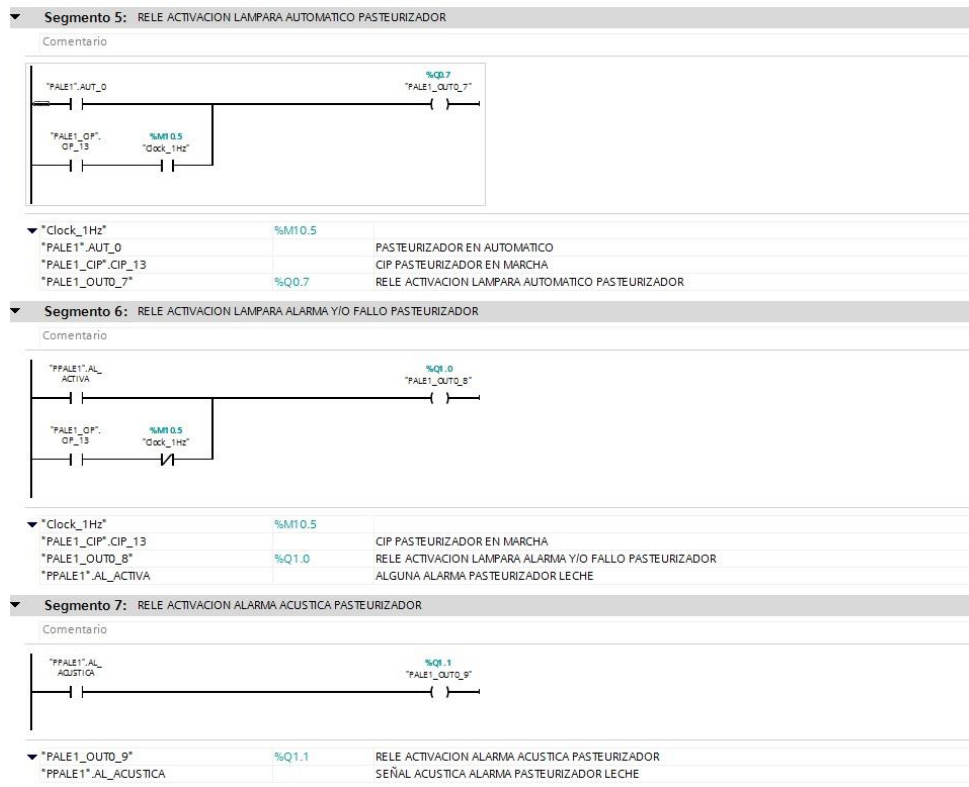 Segmento 5: RELE ACTIVACION LAMPARA AUTOMATICO PASTEURIZADOR
Comentario
%Q0.7
"PALE1".AUT_0 "PALE1_OUT0_7"
"PALE1_CIP". %M10.5
CIP_13 "Clock_1Hz"
"Clock_1Hz" %M10.5
"PALE1".AUT_0 PASTEURIZADOR EN AUTOMATICO
"PALE1_CIP".CIP_13 CIP PASTEURIZADOR EN MARCHA
"PALE1_OUT0_7" %Q0.7 RELE ACTIVACION LAMPARA AUTOMATICO PASTEURIZADOR
Segmento 6: RELE ACTIVACION LAMPARA ALARMA Y/O FALLO PASTEURIZADOR
Comentario
"PPALE1".AL_ %Q1.0
ACTIVA "PALE1_OUT0_8"
"PALE1_CIP". %M10.5
CIP_13 "Clock_1Hz"
"Clock_1Hz" %M10.5
"PALE1_CIP".CIP_13 CIP PASTEURIZADOR EN MARCHA
"PALE1_OUT0_8" %Q1.0 RELE ACTIVACION LAMPARA ALARMA Y/O FALLO PASTEURIZADOR
"PPALE1".AL_ACTIVA ALGUNA ALARMA PASTEURIZADOR LECHE
Segmento 7: RELE ACTIVACION ALARMA ACUSTICA PASTEURIZADOR
Comentario
"PPALE1".AL_ %Q1.1
ACUSTICA "PALE1_OUT0_9"
"PALE1_OUT0_9" %Q1.1 RELE ACTIVACION ALARMA ACUSTICA PASTEURIZADOR
"PPALE1".AL_ACUSTICA SEÑAL ACUSTICA ALARMA PASTEURIZADOR LECHE